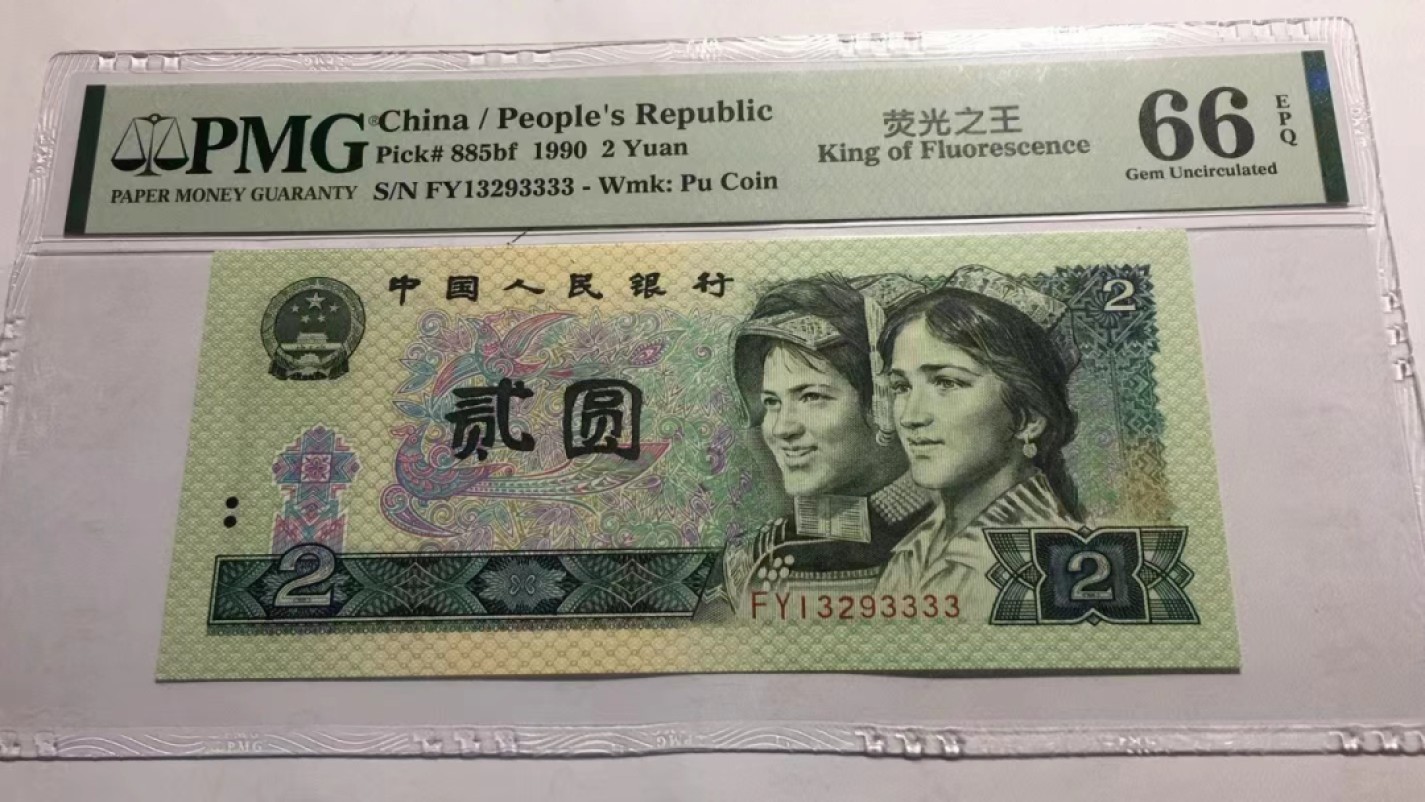 PMG®
PAPER MONEY GUARANTY
China / People's Republic
Pick# 885bf 1990 2 Yuan
S/N FY13293333 - Wmk: Pu Coin
荧光之王
King of Fluorescence
66
EPQ
Gem Uncirculated
中国人民银行
2
贰圆
2
FY13293333
2
PMG